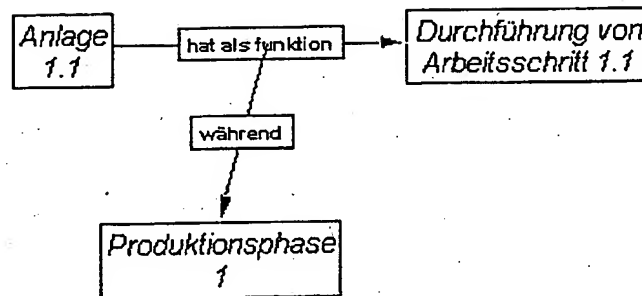 Anlage
1.1
hat als funktion
Durchführung von
Arbeitsschritt 1.1
während
Produktionsphase
1